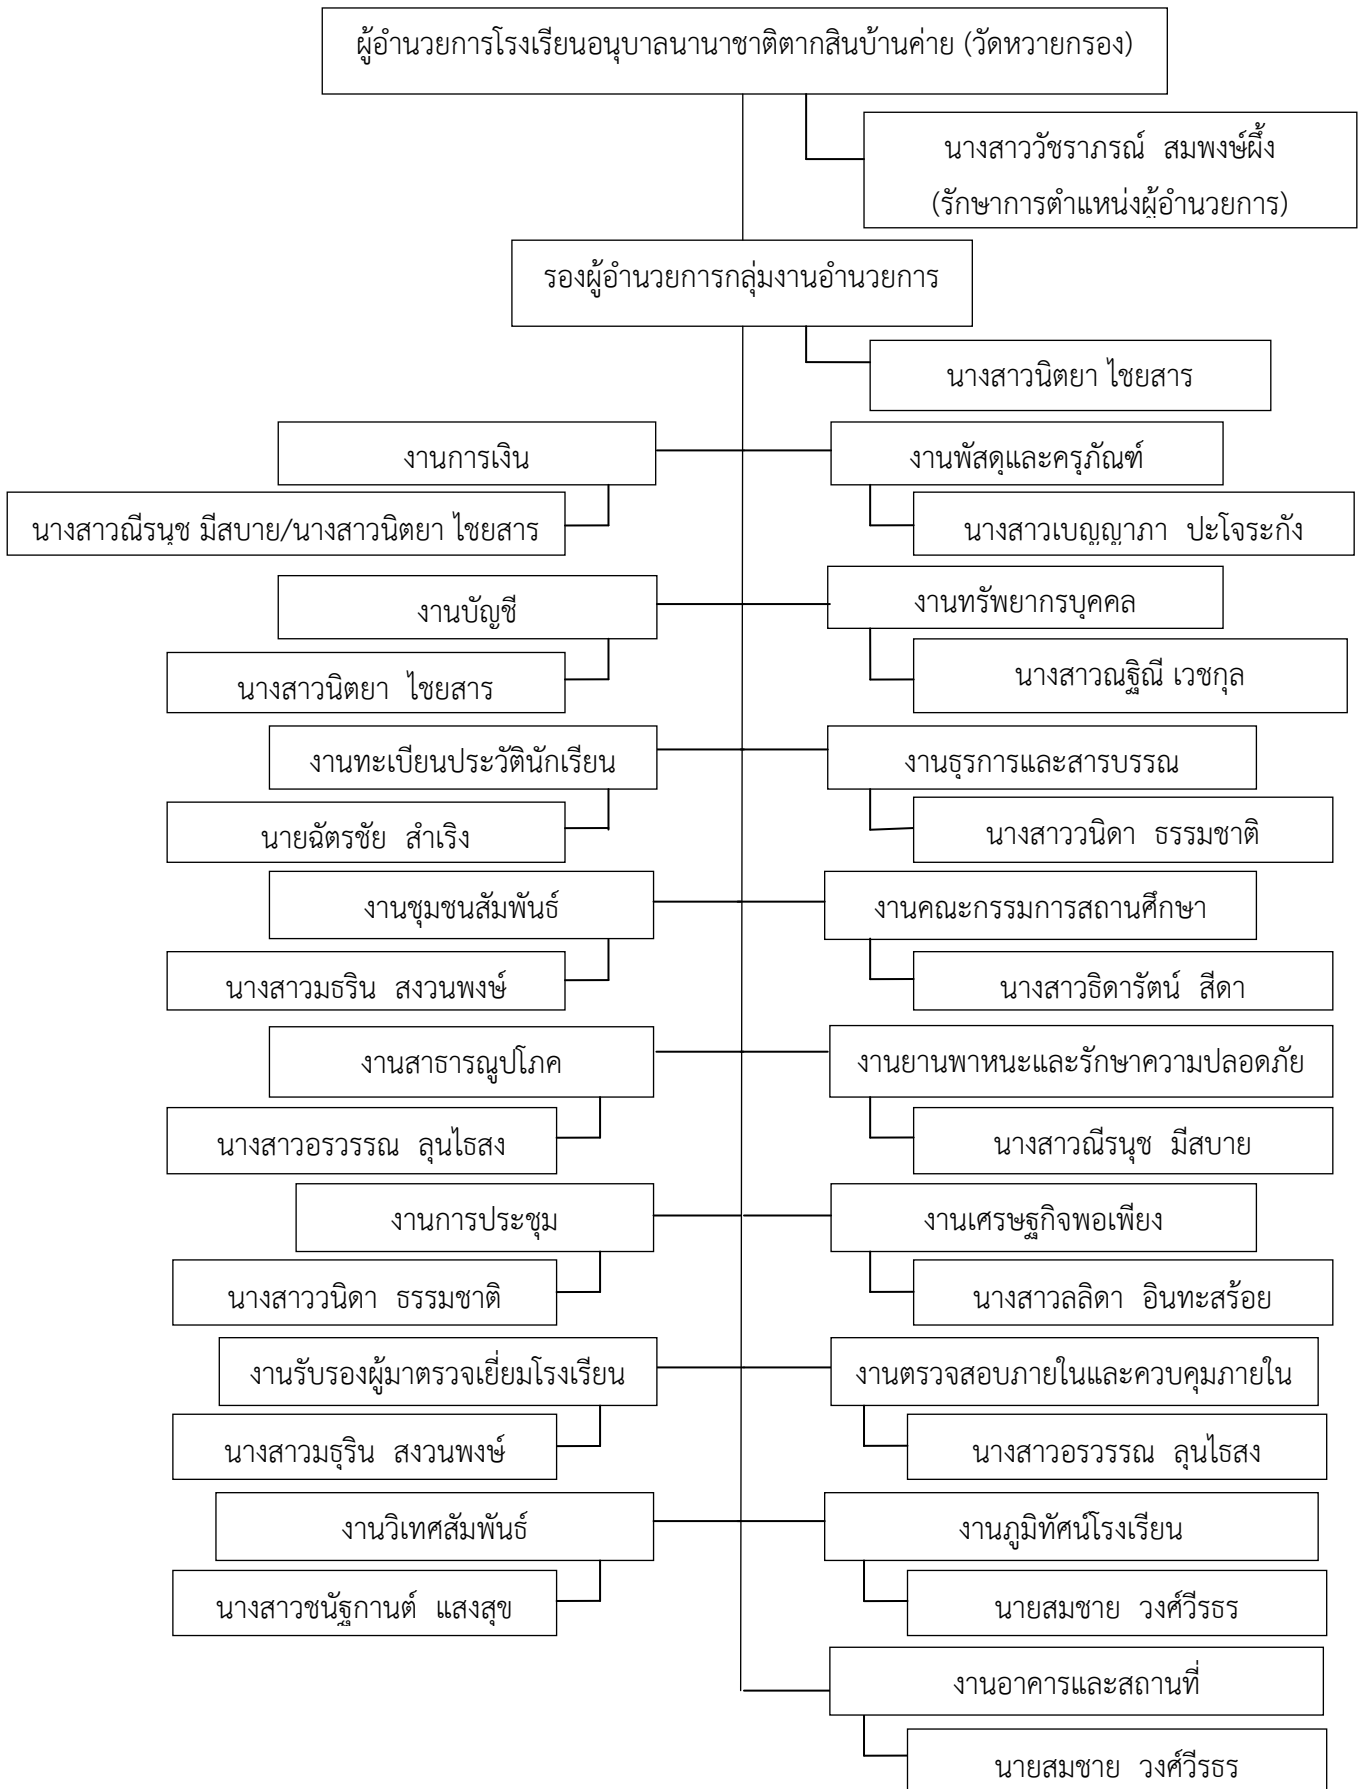 ผู้อำนวยการโรงเรียนอนุบาลนานาชาติตากสินบ้านค่าย (วัดหวายกรอง)
นางสาววัชราภรณ์ สมพงษ์ผึ้ง
(รักษาการตำแหน่งผู้อำนวยการ)
รองผู้อำนวยการกลุ่มงานอำนวยการ
นางสาวนิตยา ไชยสาร
งานการเงิน
งานพัสดุและครุภัณฑ์
นางสาวณีรนุช มีสบาย/นางสาวนิตยา ไชยสาร
นางสาวเบญญาภา ปะโจระกัง
งานบัญชี
งานทรัพยากรบุคคล
นางสาวนิตยา ไชยสาร
นางสาวณฐิณี เวชกุล
งานทะเบียนประวัตินักเรียน
งานธุรการและสารบรรณ
นายฉัตรชัย สำเริง
นางสาววนิดา ธรรมชาติ
งานชุมชนสัมพันธ์
งานคณะกรรมการสถานศึกษา
นางสาวมธุริน สงวนพงษ์
นางสาวธิดารัตน์ สีดา
งานสาธารณูปโภค
งานยานพาหนะและรักษาความปลอดภัย
นางสาวอรวรรณ ลุนไธสง
นางสาวณีรนุช มีสบาย
งานการประชุม
งานเศรษฐกิจพอเพียง
นางสาววนิดา ธรรมชาติ
นางสาวลลิดา อินทะสร้อย
งานรับรองผู้มาตรวจเยี่ยมโรงเรียน
งานตรวจสอบภายในและควบคุมภายใน
นางสาวมธุริน สงวนพงษ์
นางสาวอรวรรณ ลุนไธสง
งานวิเทศสัมพันธ์
งานภูมิทัศน์โรงเรียน
นางสาวชนัฐกานต์ แสงสุข
นายสมชาย วงศ์วีรธร
งานอาคารและสถานที่
นายสมชาย วงศ์วีรธร